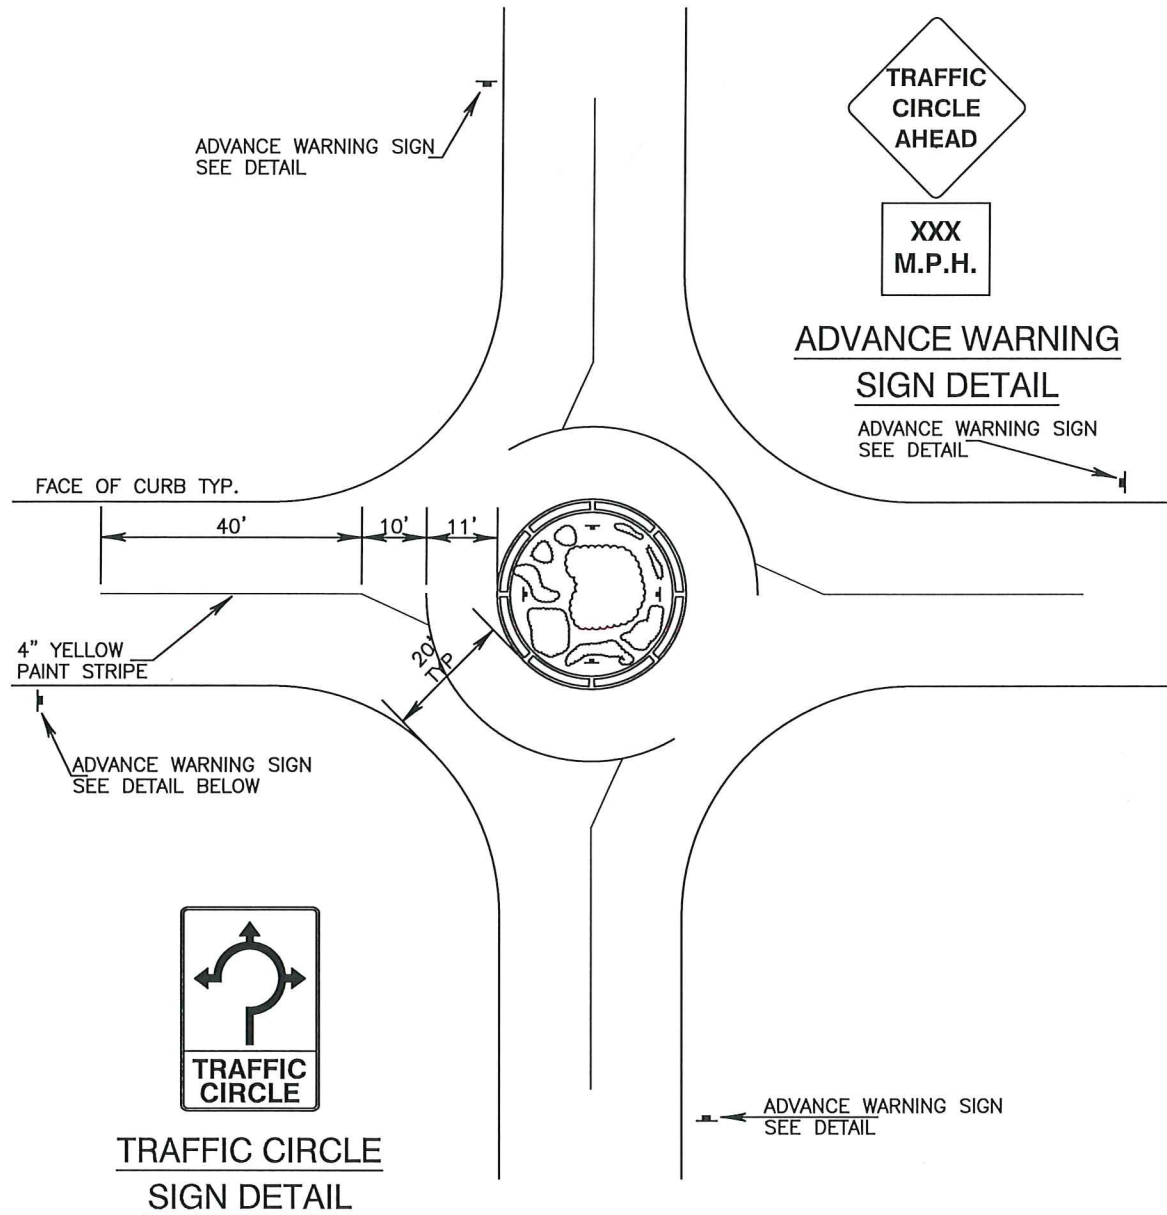 TRAFFIC
CIRCLE
AHEAD
XXX
M.P.H.
ADVANCE WARNING
SIGN DETAIL
ADVANCE WARNING SIGN
SEE DETAIL
ADVANCE WARNING SIGN
SEE DETAIL
FACE OF CURB TYP.
40'
10'
11'
20'
TYP
4" YELLOW
PAINT STRIPE
ADVANCE WARNING SIGN
SEE DETAIL BELOW
TRAFFIC
CIRCLE
TRAFFIC CIRCLE
SIGN DETAIL
ADVANCE WARNING SIGN
SEE DETAIL